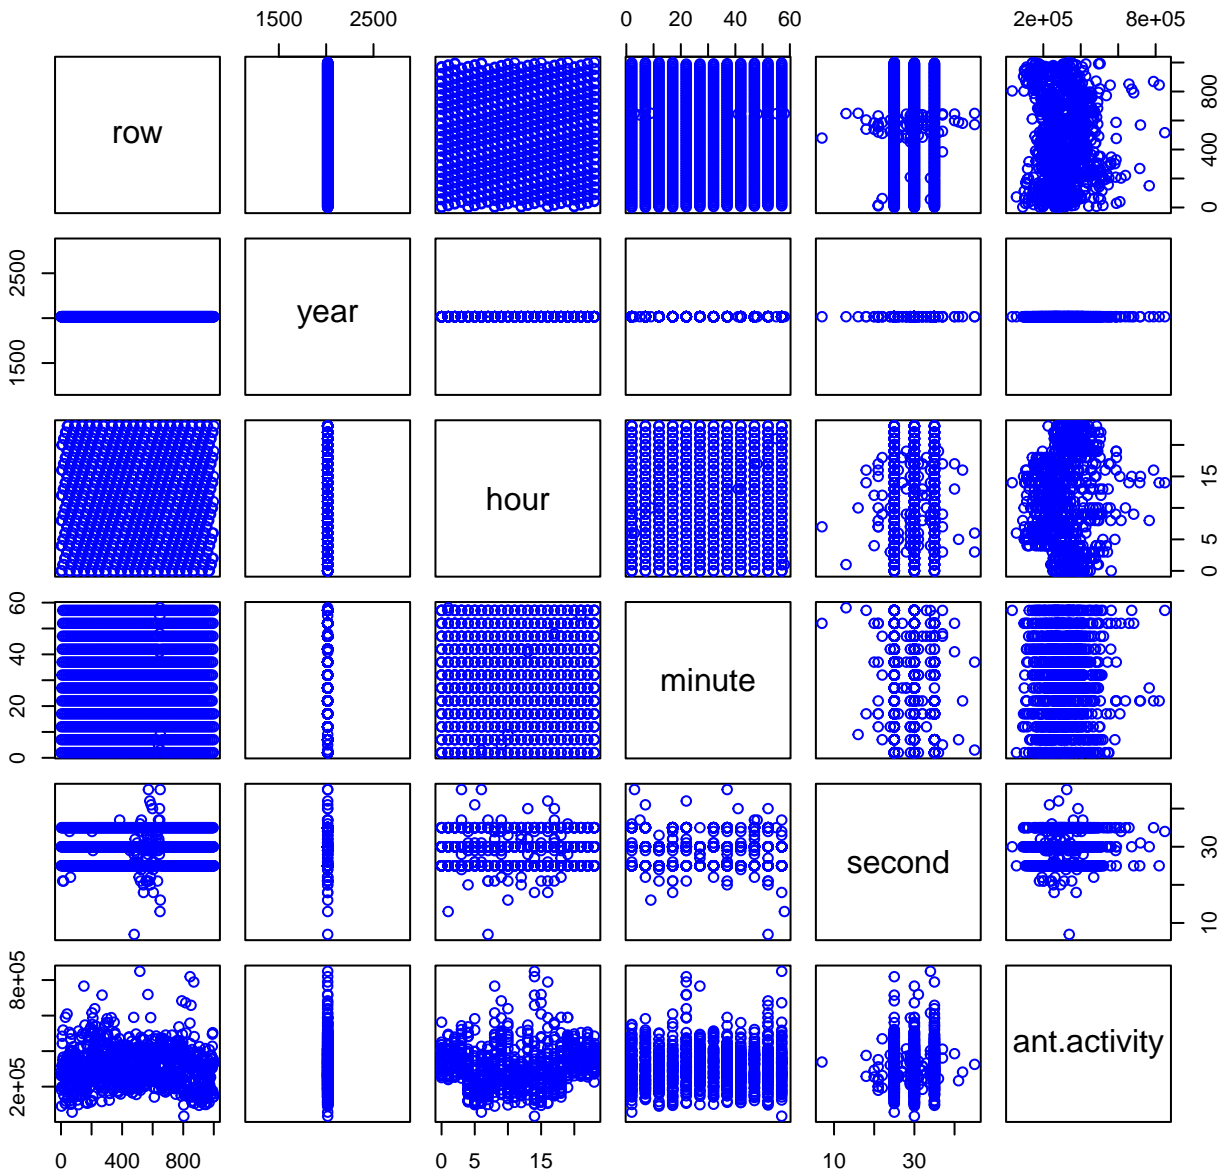 1500 2500 0 20 40 60 2e+05 8e+05
row 0 400 800
1500 2500 year
hour 0 5 15
0 20 40 60 minute
second 10 30
2e+05 8e+05 ant.activity
0 400 800 0 5 15 10 30